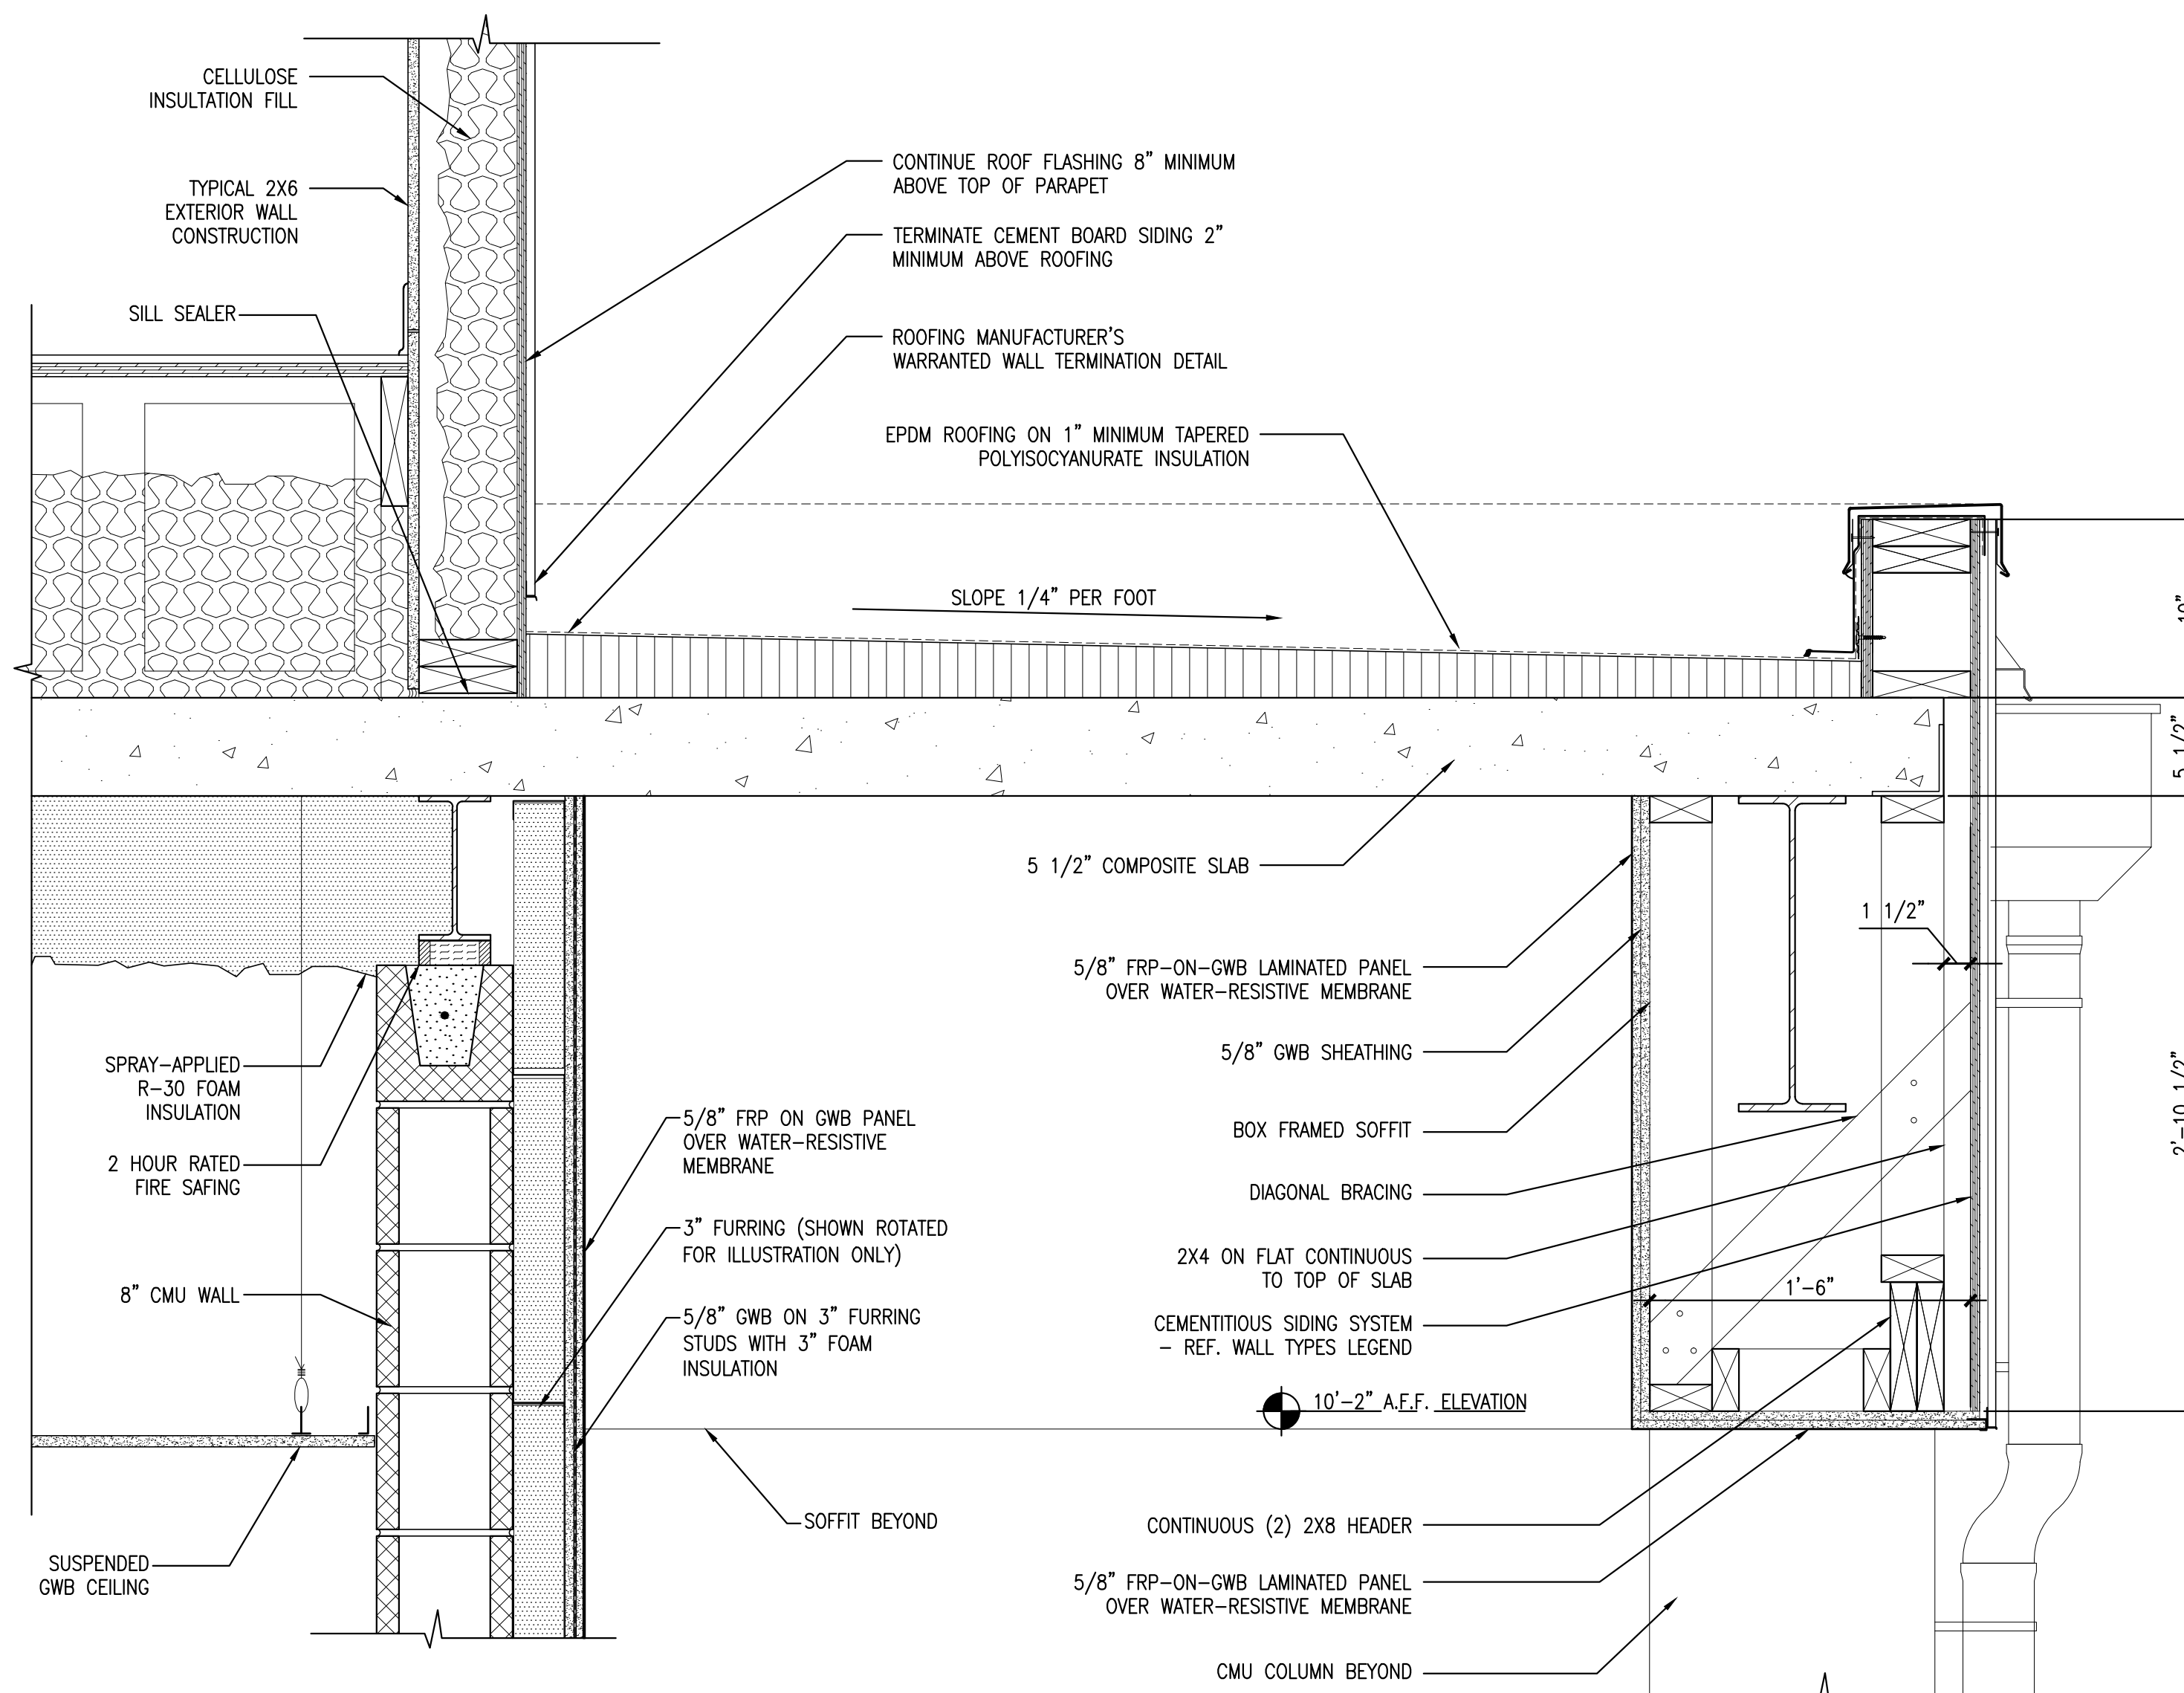 CELLULOSE
INSULTATION FILL
TYPICAL 2X6
EXTERIOR WALL
CONSTRUCTION
SILL SEALER
CONTINUE ROOF FLASHING 8" MINIMUM
ABOVE TOP OF PARAPET
TERMINATE CEMENT BOARD SIDING 2"
MINIMUM ABOVE ROOFING
ROOFING MANUFACTURER'S
WARRANTED WALL TERMINATION DETAIL
EPDM ROOFING ON 1" MINIMUM TAPERED
POLYISOCYANURATE INSULATION
SLOPE 1/4" PER FOOT
5 1/2"
5 1/2" COMPOSITE SLAB
1 1/2"
5/8" FRP-ON-GWB LAMINATED PANEL
OVER WATER-RESISTIVE MEMBRANE
5/8" GWB SHEATHING
BOX FRAMED SOFFIT
DIAGONAL BRACING
2X4 ON FLAT CONTINUOUS
TO TOP OF SLAB
CEMENTITIOUS SIDING SYSTEM
- REF. WALL TYPES LEGEND
1'-6"
2'-10 1/2"
10'-2" A.F.F. ELEVATION
SPRAY-APPLIED
R-30 FOAM
INSULATION
2 HOUR RATED
FIRE SAFING
8" CMU WALL
5/8" FRP ON GWB PANEL
OVER WATER-RESISTIVE
MEMBRANE
3" FURRING (SHOWN ROTATED
FOR ILLUSTRATION ONLY)
5/8" GWB ON 3" FURRING
STUDS WITH 3" FOAM
INSULATION
SOFFIT BEYOND
SUSPENDED
GWB CEILING
CONTINUOUS (2) 2X8 HEADER
5/8" FRP-ON-GWB LAMINATED PANEL
OVER WATER-RESISTIVE MEMBRANE
CMU COLUMN BEYOND